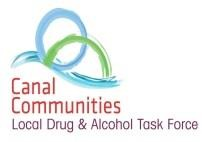 Canal
Communities
Local Drug & Alcohol Task Force